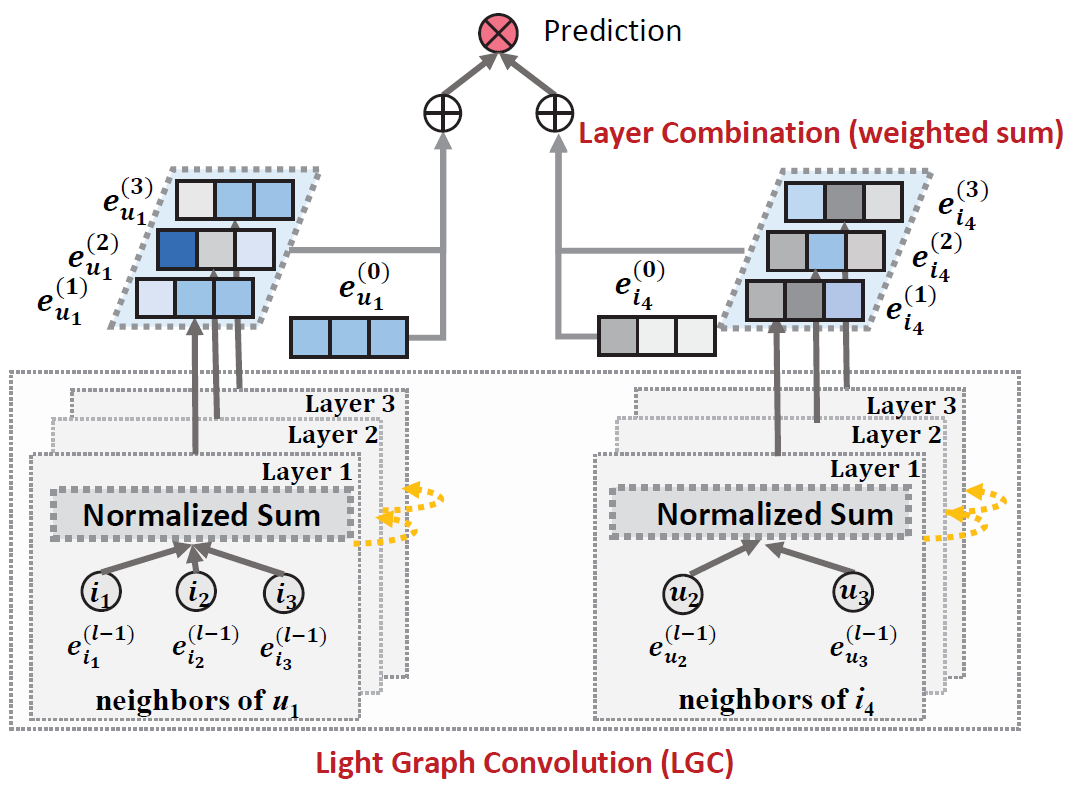 Prediction
Layer Combination (weighted sum)
e_{u_1}^{(3)}
e_{u_1}^{(2)}
e_{u_1}^{(1)}
e_{u_1}^{(0)}
e_{i_4}^{(0)}
e_{i_4}^{(3)}
e_{i_4}^{(2)}
e_{i_4}^{(1)}
Layer 3
Layer 2
Layer 1
Normalized Sum
i_1 i_2 i_3
e_{i_1}^{(l-1)} e_{i_2}^{(l-1)} e_{i_3}^{(l-1)}
neighbors of u_1
Layer 3
Layer 2
Layer 1
Normalized Sum
u_2 u_3
e_{u_2}^{(l-1)} e_{u_3}^{(l-1)}
neighbors of i_4
Light Graph Convolution (LGC)